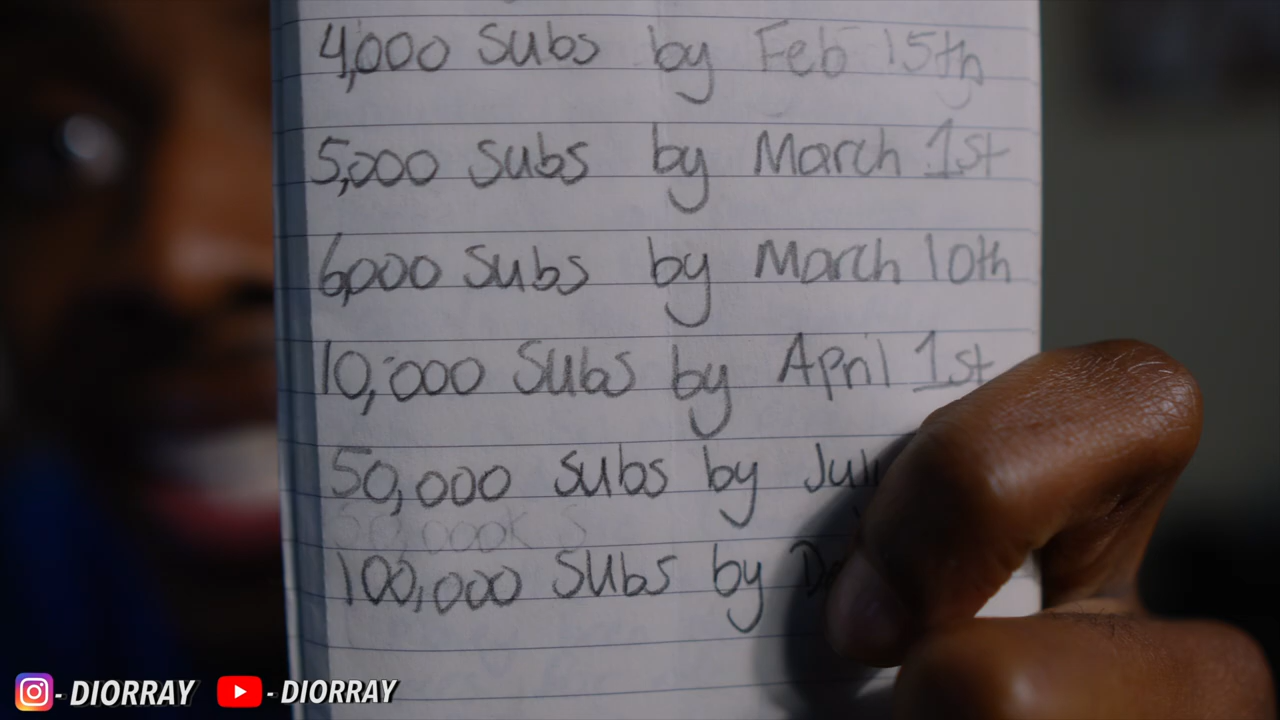 4,000 Subs by Feb 15th
5,000 Subs by March 1st
6,000 Subs by March 10th
10,000 Subs by April 1st
50,000 Subs by
100,000 Subs by
- DIORRAY - DIORRAY